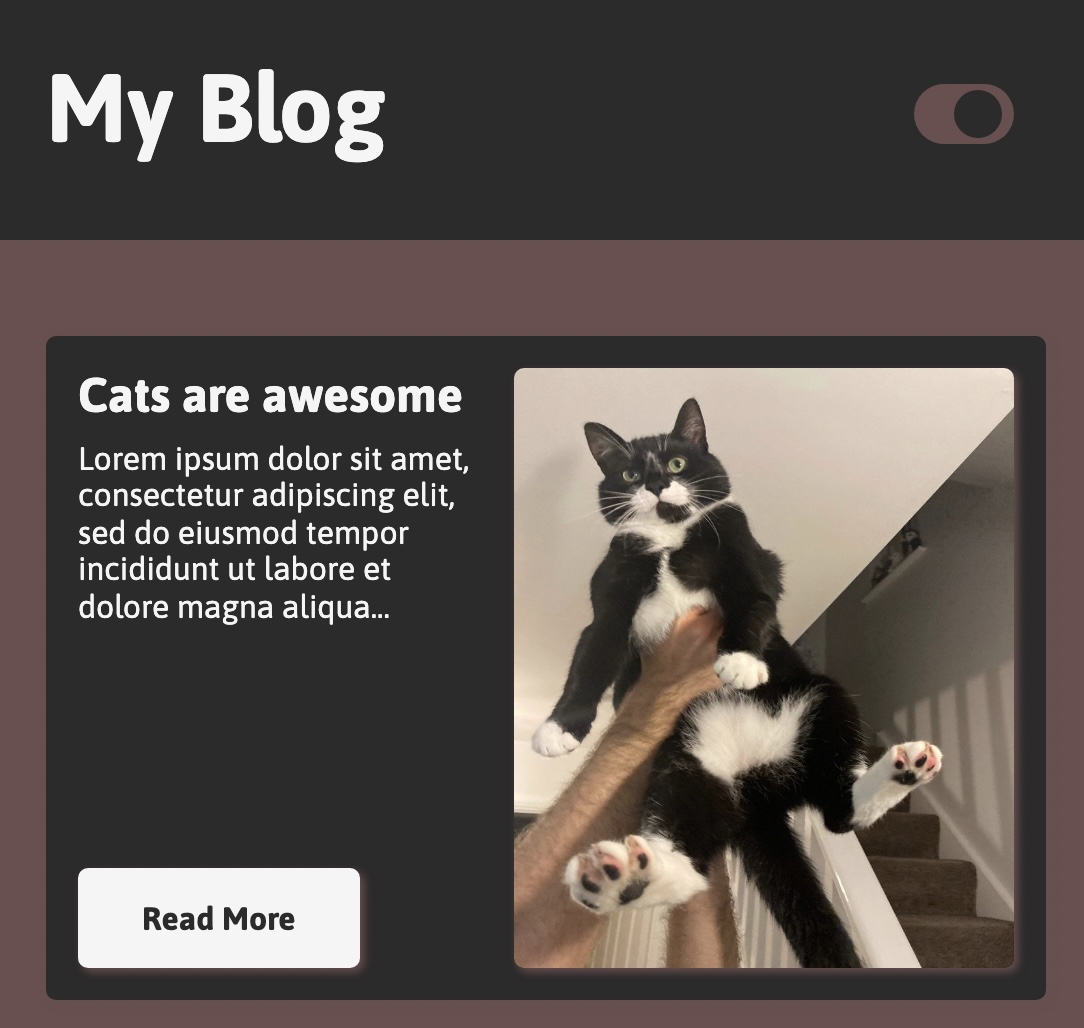 My Blog
Cats are awesome
Lorem ipsum dolor sit amet,
consectetur adipiscing elit,
sed do eiusmod tempor
incididunt ut labore et
dolore magna aliqua...
Read More